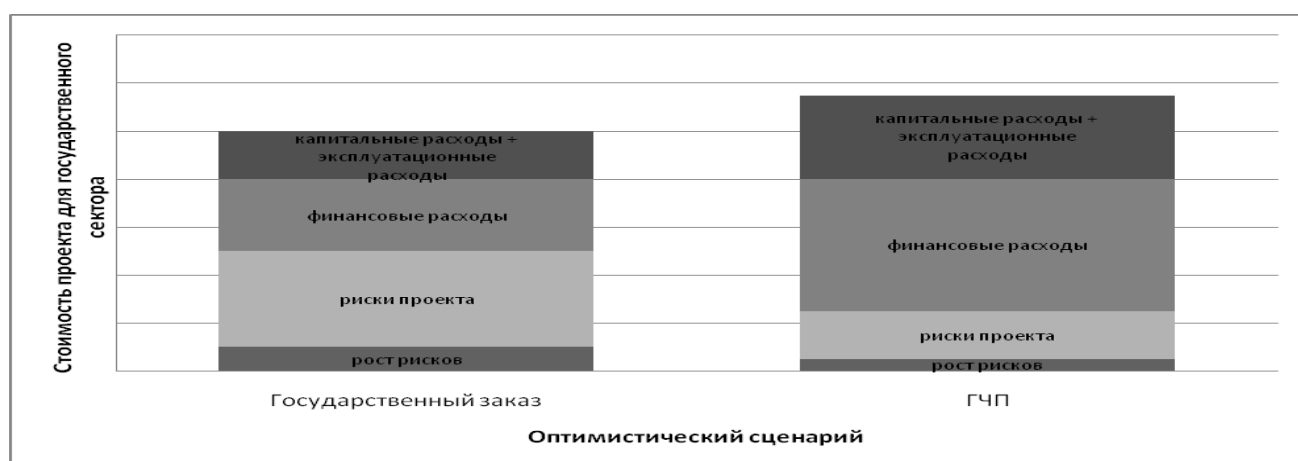 Стоимость проекта для государственного
сектора
капитальные расходы +
эксплуатационные
расходы
финансовые расходы
риски проекта
рост рисков
капитальные расходы +
эксплуатационные
расходы
финансовые расходы
риски проекта
рост рисков
Государственный заказ
ГЧП
Оптимистический сценарий